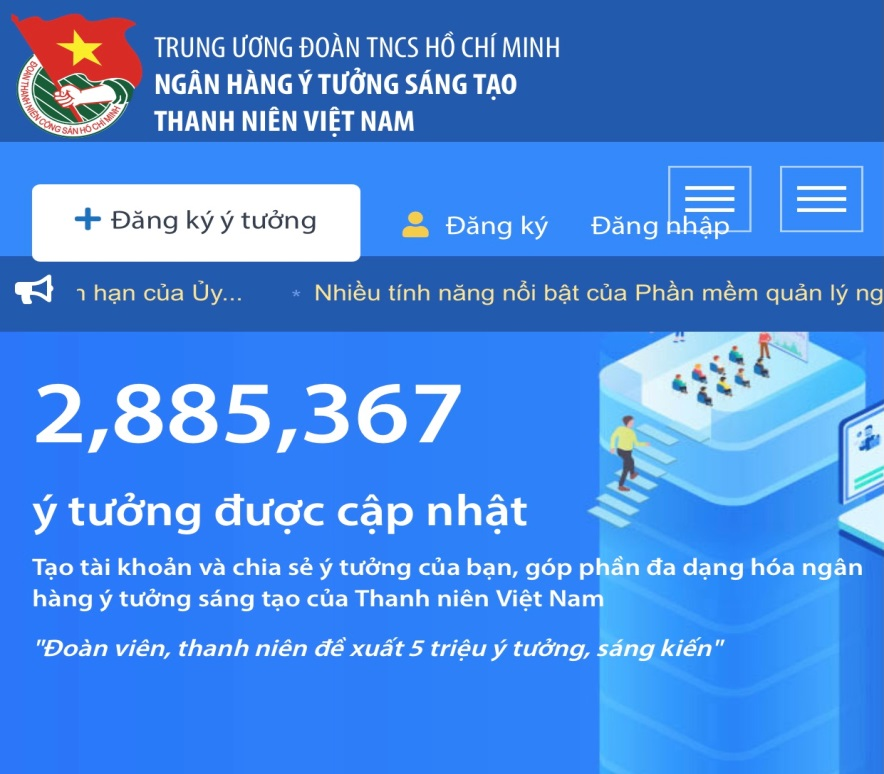 ĐOÀN THANH NIÊN CỘNG SẢN HỒ CHÍ MINH
TRUNG ƯƠNG ĐOÀN TNCS HỒ CHÍ MINH
NGÂN HÀNG Ý TƯỞNG SÁNG TẠO
THANH NIÊN VIỆT NAM
Đăng ký ý tưởng
Đăng ký
Đăng nhập
hạn của Ủy... * Nhiều tính năng nổi bật của Phần mềm quản lý ng
2,885,367
ý tưởng được cập nhật
Tạo tài khoản và chia sẻ ý tưởng của bạn, góp phần đa dạng hóa ngân
hàng ý tưởng sáng tạo của Thanh niên Việt Nam
"Đoàn viên, thanh niên đề xuất 5 triệu ý tưởng, sáng kiến"